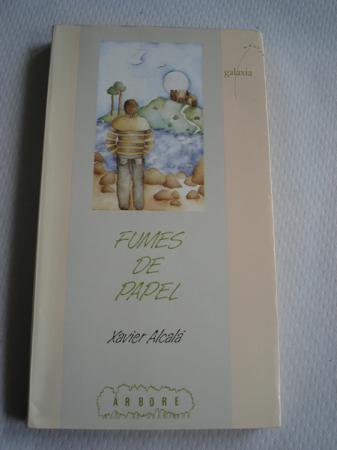 galaxia
FUMES
DE
PAPEL
Xavier Alcalá
ÁRBORE